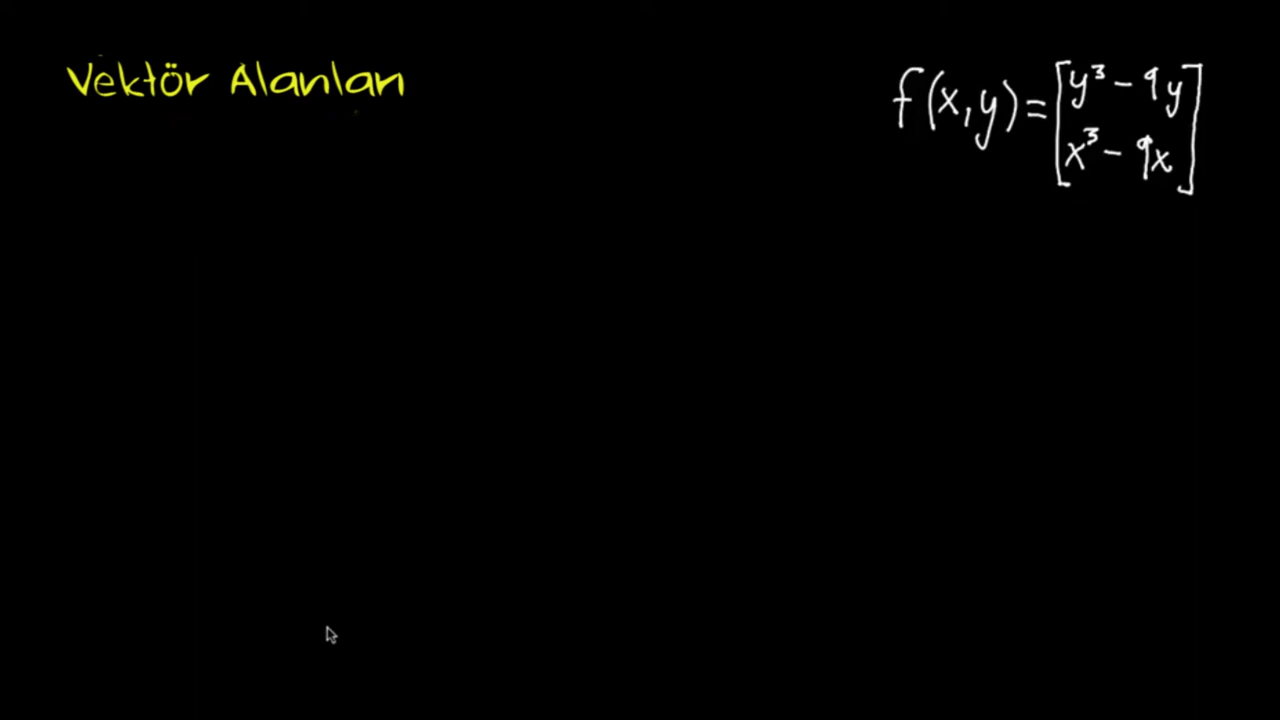 Vektör Alanları
f(x,y) = [y³ - 9y
x³ - 9x]